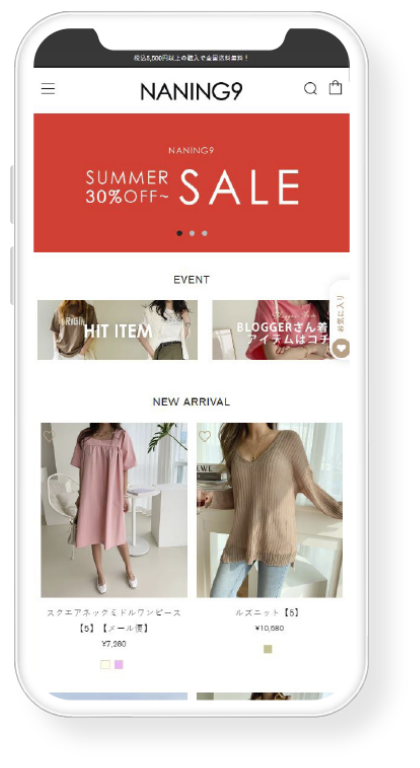 税込5,500円以上の購入で全国送料無料！
NANING9
NANING9
SUMMER
30%OFF~
SALE
EVENT
HIT ITEM
BLOGGERさん着
アイテムはコチ
お気に入り
NEW ARRIVAL
スクエアネックミドルワンピース
【5】【メール便】
¥7,260
ルズニット【5】
¥10,580